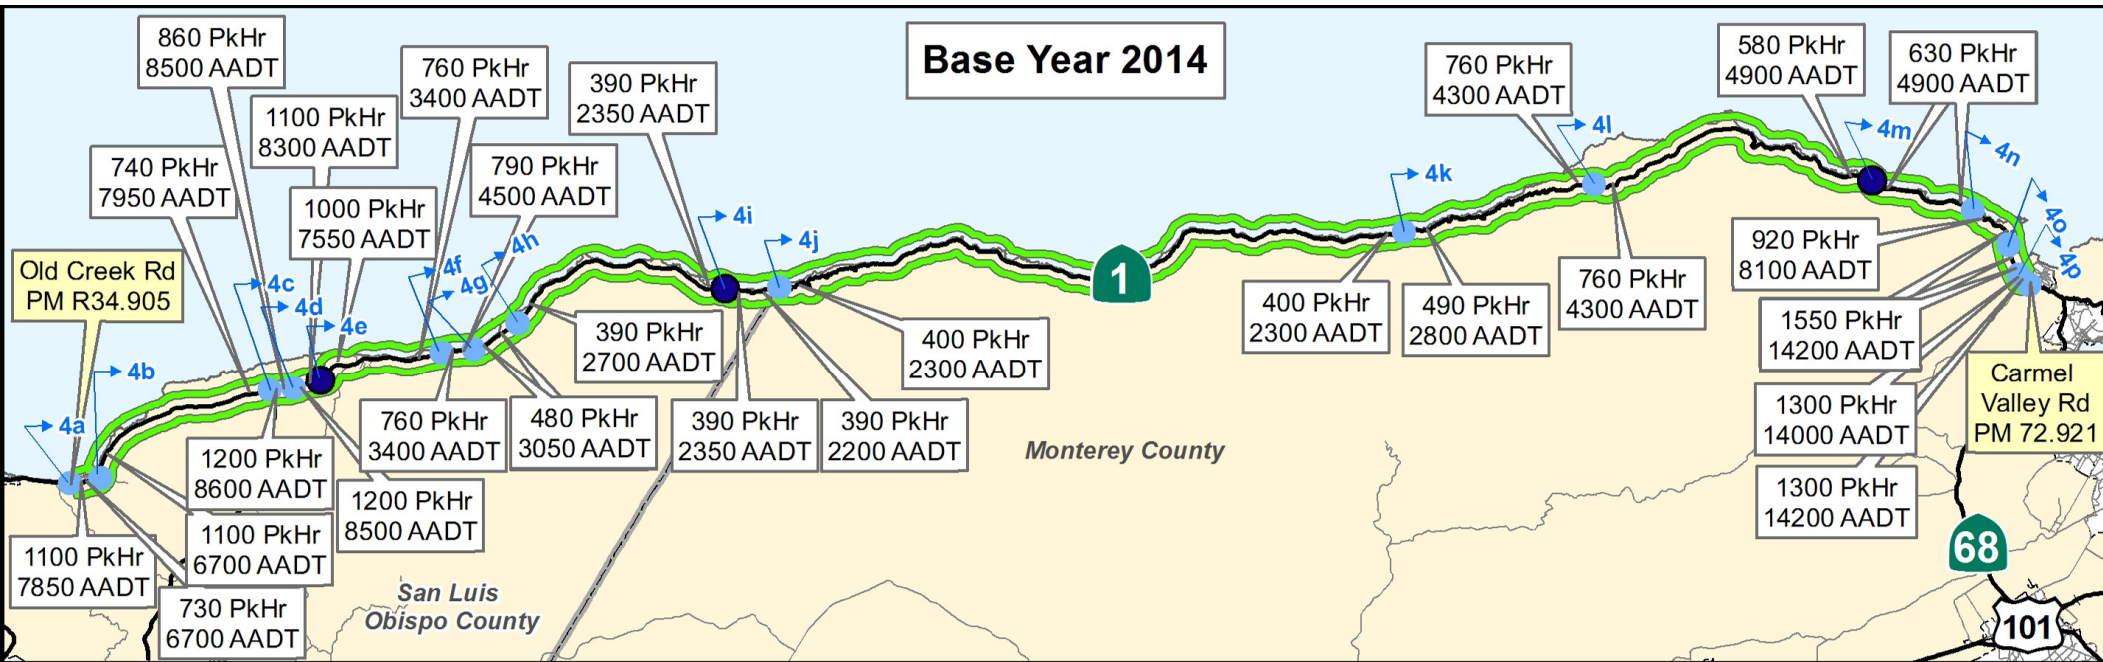 Base Year 2014
860 PkHr
8500 AADT
760 PkHr
3400 AADT
390 PkHr
2350 AADT
1100 PkHr
8300 AADT
740 PkHr
7950 AADT
790 PkHr
4500 AADT
1000 PkHr
7550 AADT
Old Creek Rd
PM R34.905
4a
4b
4c
4d
4e
4f
4g
4h
4i
4j
4k
4l
4m
4n
4o
4p
760 PkHr
4300 AADT
580 PkHr
4900 AADT
630 PkHr
4900 AADT
1
390 PkHr
2700 AADT
400 PkHr
2300 AADT
400 PkHr
2300 AADT
490 PkHr
2800 AADT
760 PkHr
4300 AADT
920 PkHr
8100 AADT
1550 PkHr
14200 AADT
1300 PkHr
14000 AADT
1300 PkHr
14200 AADT
Carmel
Valley Rd
PM 72.921
760 PkHr
3400 AADT
480 PkHr
3050 AADT
390 PkHr
2350 AADT
390 PkHr
2200 AADT
1200 PkHr
8600 AADT
1200 PkHr
8500 AADT
1100 PkHr
6700 AADT
1100 PkHr
7850 AADT
730 PkHr
6700 AADT
Monterey County
San Luis
Obispo County
68
101